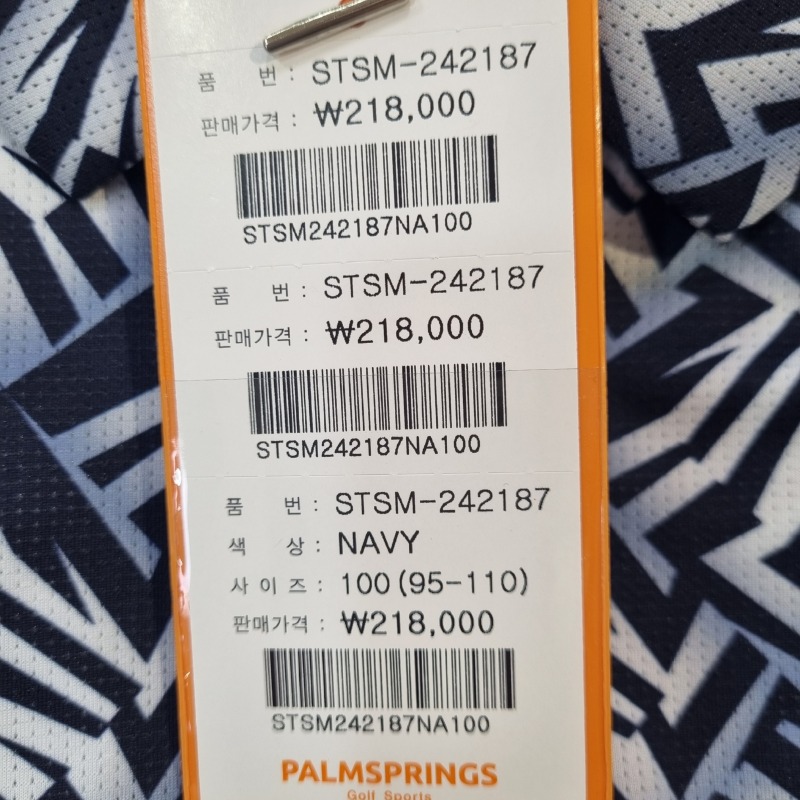 품 번 : STSM-242187
판매가격 : ₩218,000
STSM242187NA100
품 번 : STSM-242187
판매가격 : ₩218,000
STSM242187NA100
품 번 : STSM-242187
색 상 : NAVY
사 이 즈 : 100(95-110)
판매가격 : ₩218,000
STSM242187NA100
PALMSPRINGS
Golf Sports